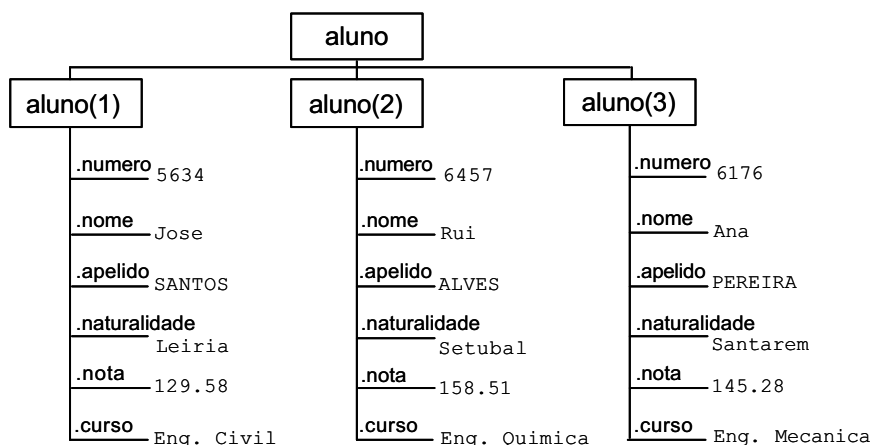 aluno
aluno(1)
.numero 5634
.nome Jose
.apelido SANTOS
.naturalidade Leiria
.nota 129.58
.curso Eng. Civil
aluno(2)
.numero 6457
.nome Rui
.apelido ALVES
.naturalidade Setubal
.nota 158.51
.curso Eng. Quimica
aluno(3)
.numero 6176
.nome Ana
.apelido PEREIRA
.naturalidade Santarem
.nota 145.28
.curso Eng. Mecanica